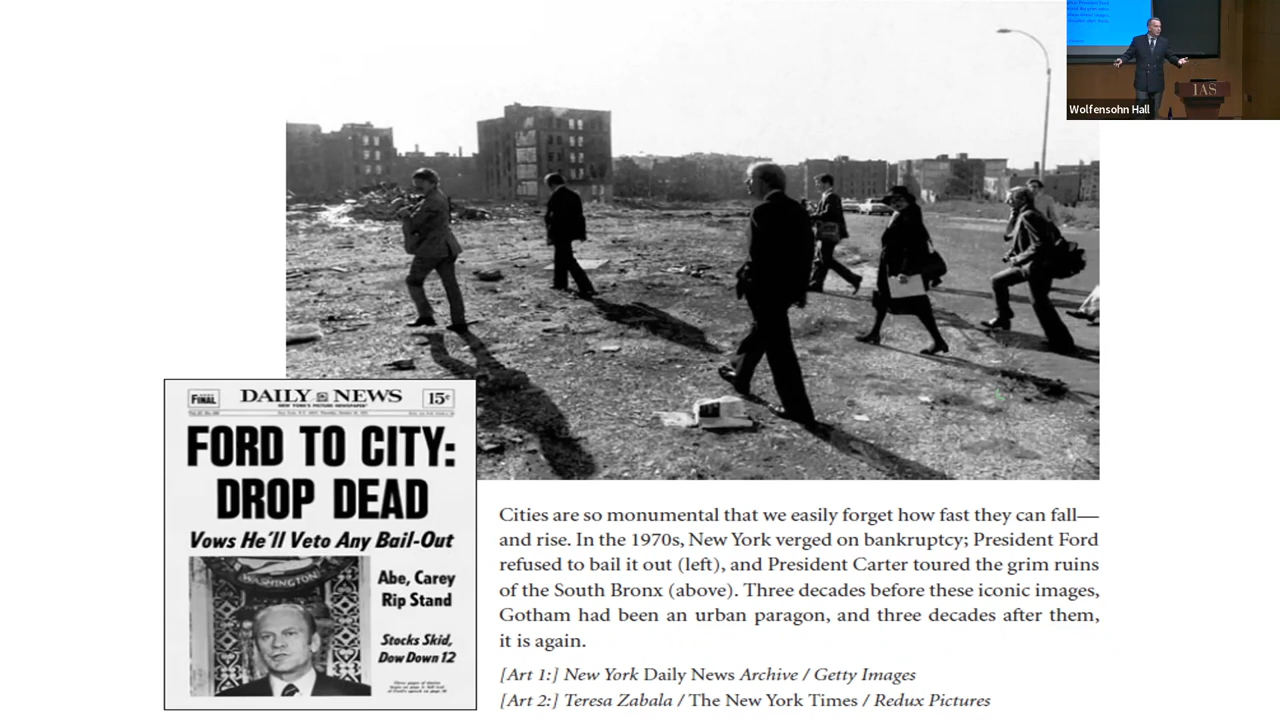 Wolfensohn Hall
IAS
FINAL
DAILY NEWS
NEW YORK'S PICTURE NEWSPAPER
15¢
FORD TO CITY:
DROP DEAD
Vows He'll Veto Any Bail-Out
WASHINGTON
Abe, Carey
Rip Stand
Stocks Skid,
Dow Down 12
Cities are so monumental that we easily forget how fast they can fall—
and rise. In the 1970s, New York verged on bankruptcy; President Ford
refused to bail it out (left), and President Carter toured the grim ruins
of the South Bronx (above). Three decades before these iconic images,
Gotham had been an urban paragon, and three decades after them,
it is again.
[Art 1:] New York Daily News Archive / Getty Images
[Art 2:] Teresa Zabala / The New York Times / Redux Pictures